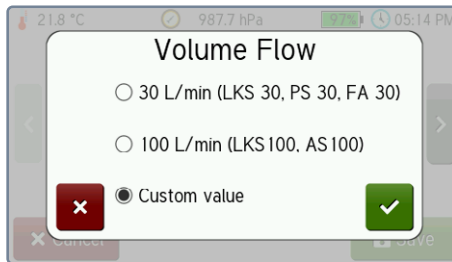 21.8 °C 987.7 hPa 97% 05:14 PM
Volume Flow
30 L/min (LKS 30, PS 30, FA 30)
100 L/min (LKS100, AS100)
Custom value
Cancel Save